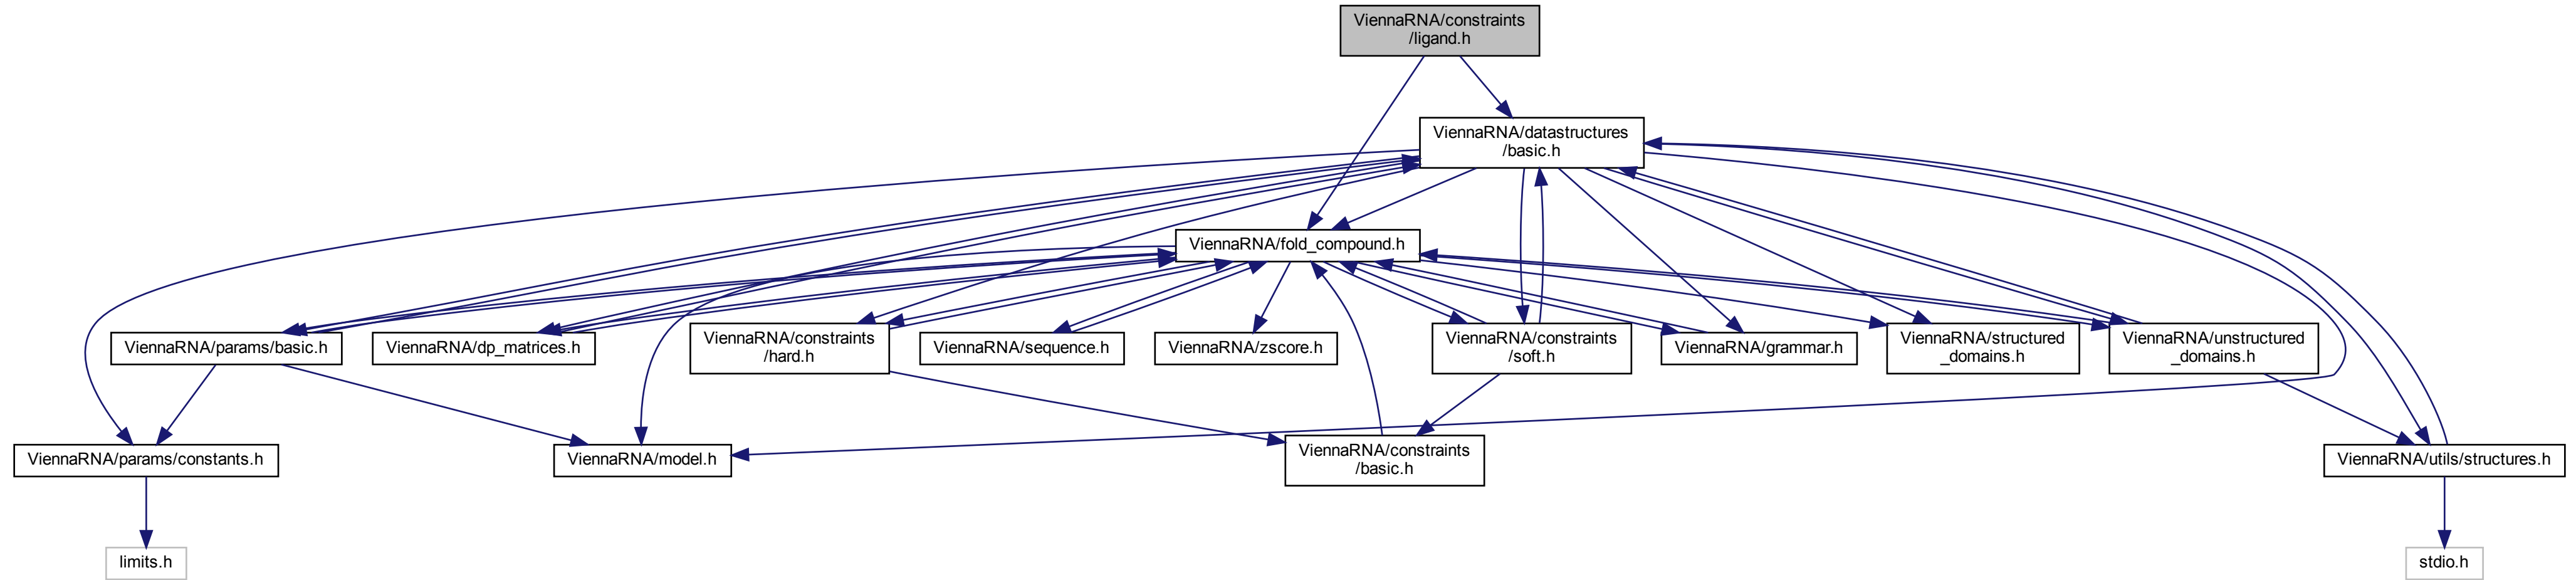 ViennaRNA/constraints
/ligand.h
ViennaRNA/datastructures
/basic.h
ViennaRNA/fold_compound.h
ViennaRNA/params/basic.h
ViennaRNA/dp_matrices.h
ViennaRNA/constraints
/hard.h
ViennaRNA/sequence.h
ViennaRNA/zscore.h
ViennaRNA/constraints
/soft.h
ViennaRNA/grammar.h
ViennaRNA/structured
_domains.h
ViennaRNA/unstructured
_domains.h
ViennaRNA/params/constants.h
ViennaRNA/model.h
ViennaRNA/constraints
/basic.h
ViennaRNA/utils/structures.h
limits.h
stdio.h